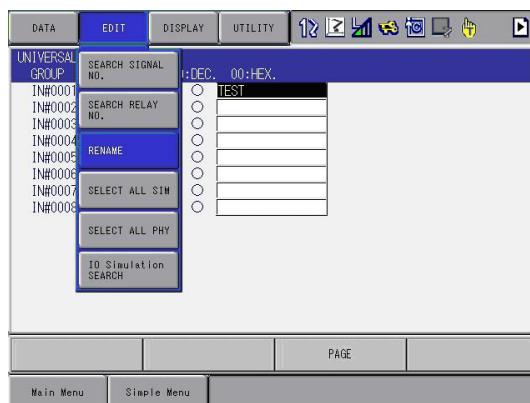 DATA EDIT DISPLAY UTILITY
UNIVERSAL
GROUP :DEC. 00:HEX.
SEARCH SIGNAL
NO.
SEARCH RELAY
NO.
RENAME
SELECT ALL SIM
SELECT ALL PHY
IO Simulation
SEARCH
IN#0001 TEST
IN#0002
IN#0003
IN#0004
IN#0005
IN#0006
IN#0007
IN#0008
PAGE
Main Menu Simple Menu